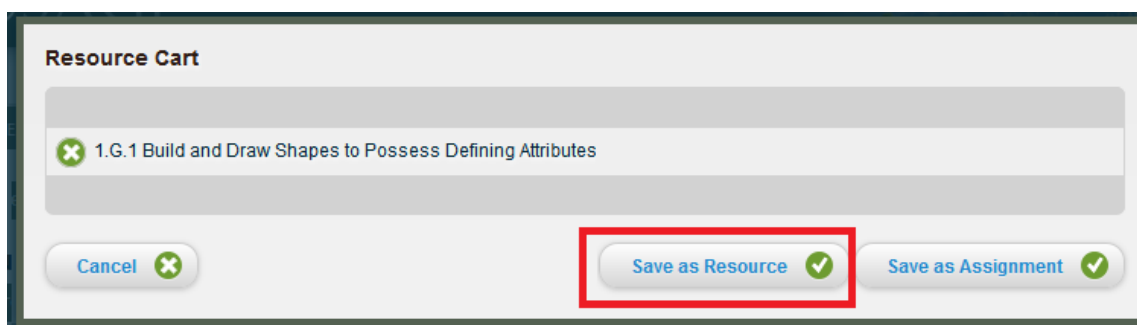 Resource Cart
1.G.1 Build and Draw Shapes to Possess Defining Attributes
Cancel
Save as Resource
Save as Assignment